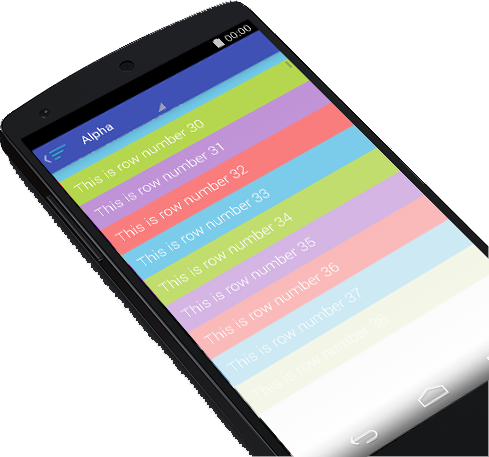 00:00
Alpha
This is row number 30
This is row number 31
This is row number 32
This is row number 33
This is row number 34
This is row number 35
This is row number 36
This is row number 37
This is row number 38